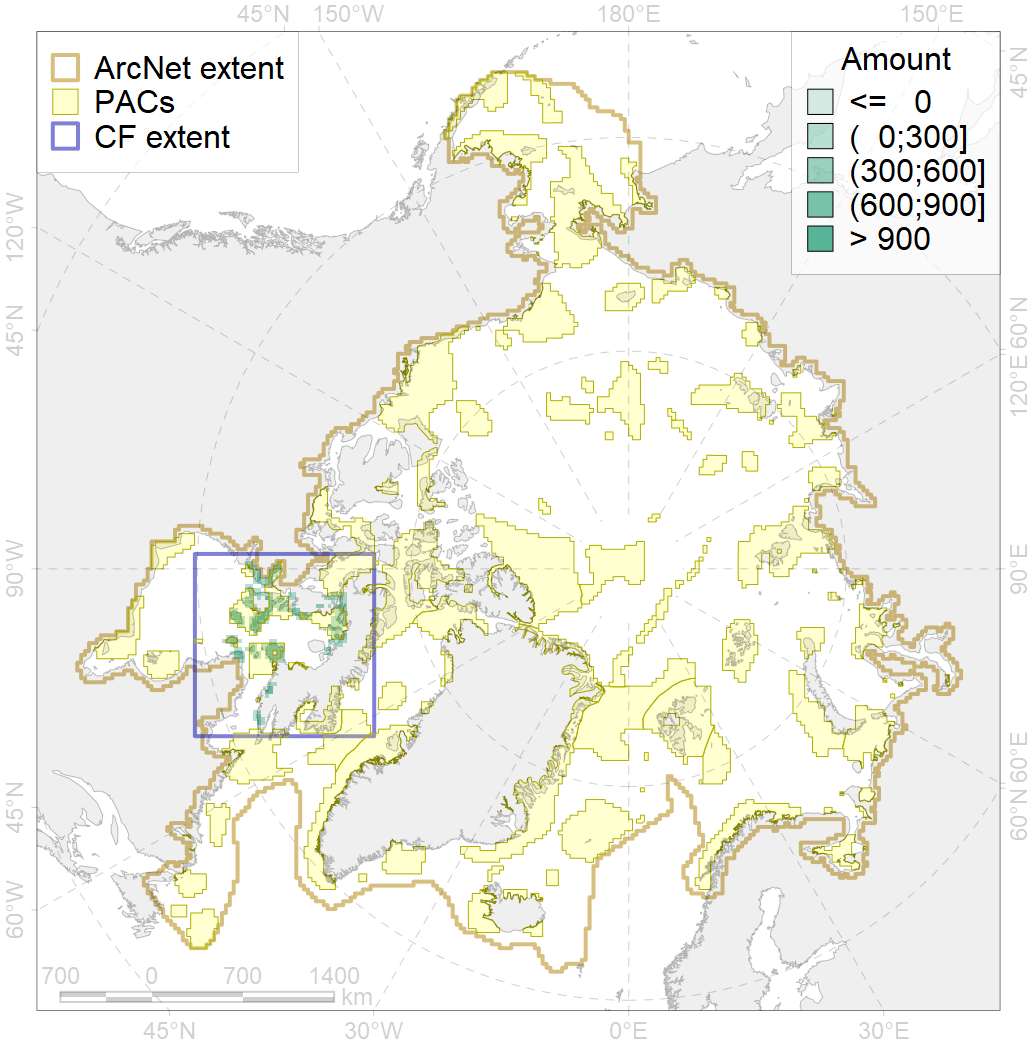 45°N 150°W 180°E 150°E
ArcNet extent
PACs
CF extent
Amount
<= 0
( 0;300]
(300;600]
(600;900]
> 900
45°N
120°W
60°N
45°N
120°E
90°W
90°E
45°N
60°N
60°W
60°E
700 0 700 1400
km
45°N 30°W 0°E 30°E